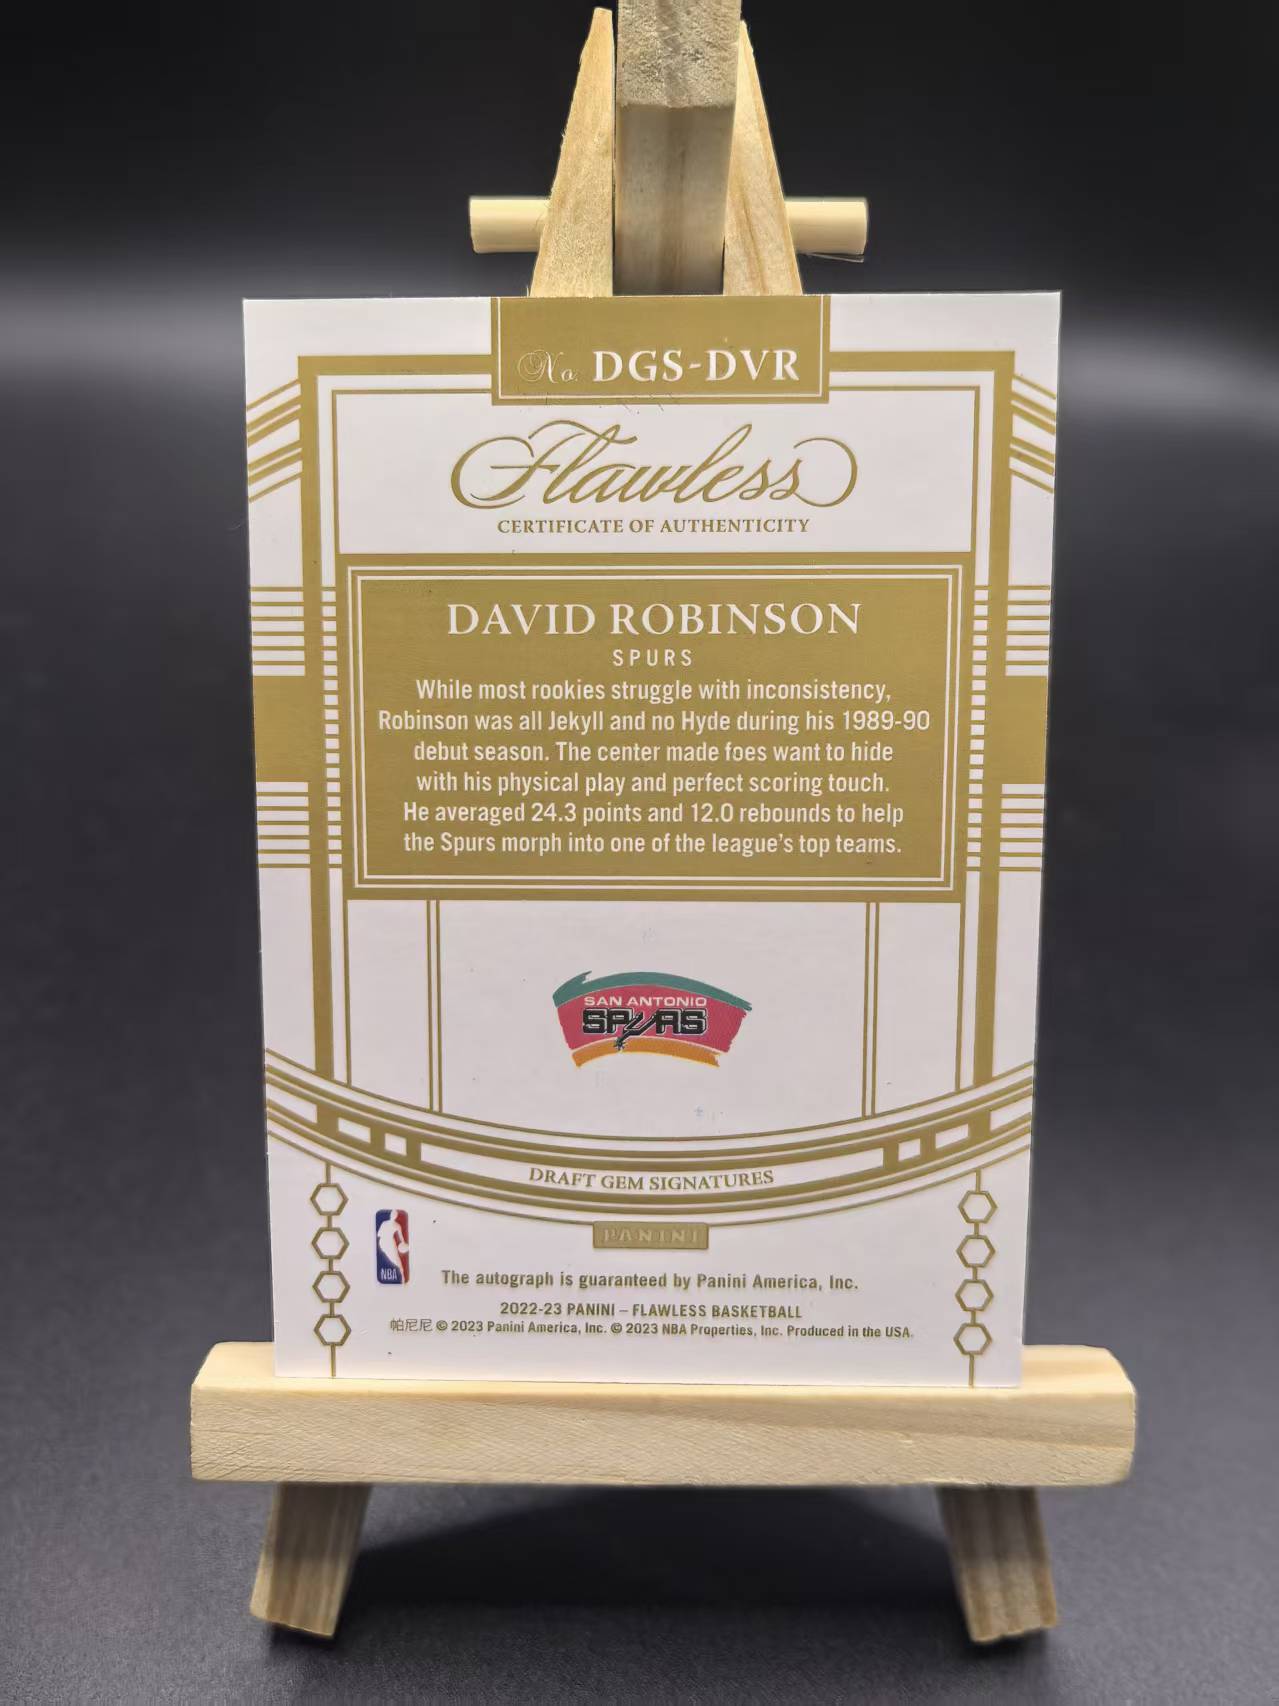 No. DGS-DVR
Flawless
CERTIFICATE OF AUTHENTICITY
DAVID ROBINSON
SPURS
While most rookies struggle with inconsistency,
Robinson was all Jekyll and no Hyde during his 1989-90
debut season. The center made foes want to hide
with his physical play and perfect scoring touch.
He averaged 24.3 points and 12.0 rebounds to help
the Spurs morph into one of the league's top teams.
SAN ANTONIO
SPURS
DRAFT GEM SIGNATURES
PANINI
NBA
The autograph is guaranteed by Panini America, Inc.
2022-23 PANINI – FLAWLESS BASKETBALL
帕尼尼 © 2023 Panini America, Inc. © 2023 NBA Properties, Inc. Produced in the USA.